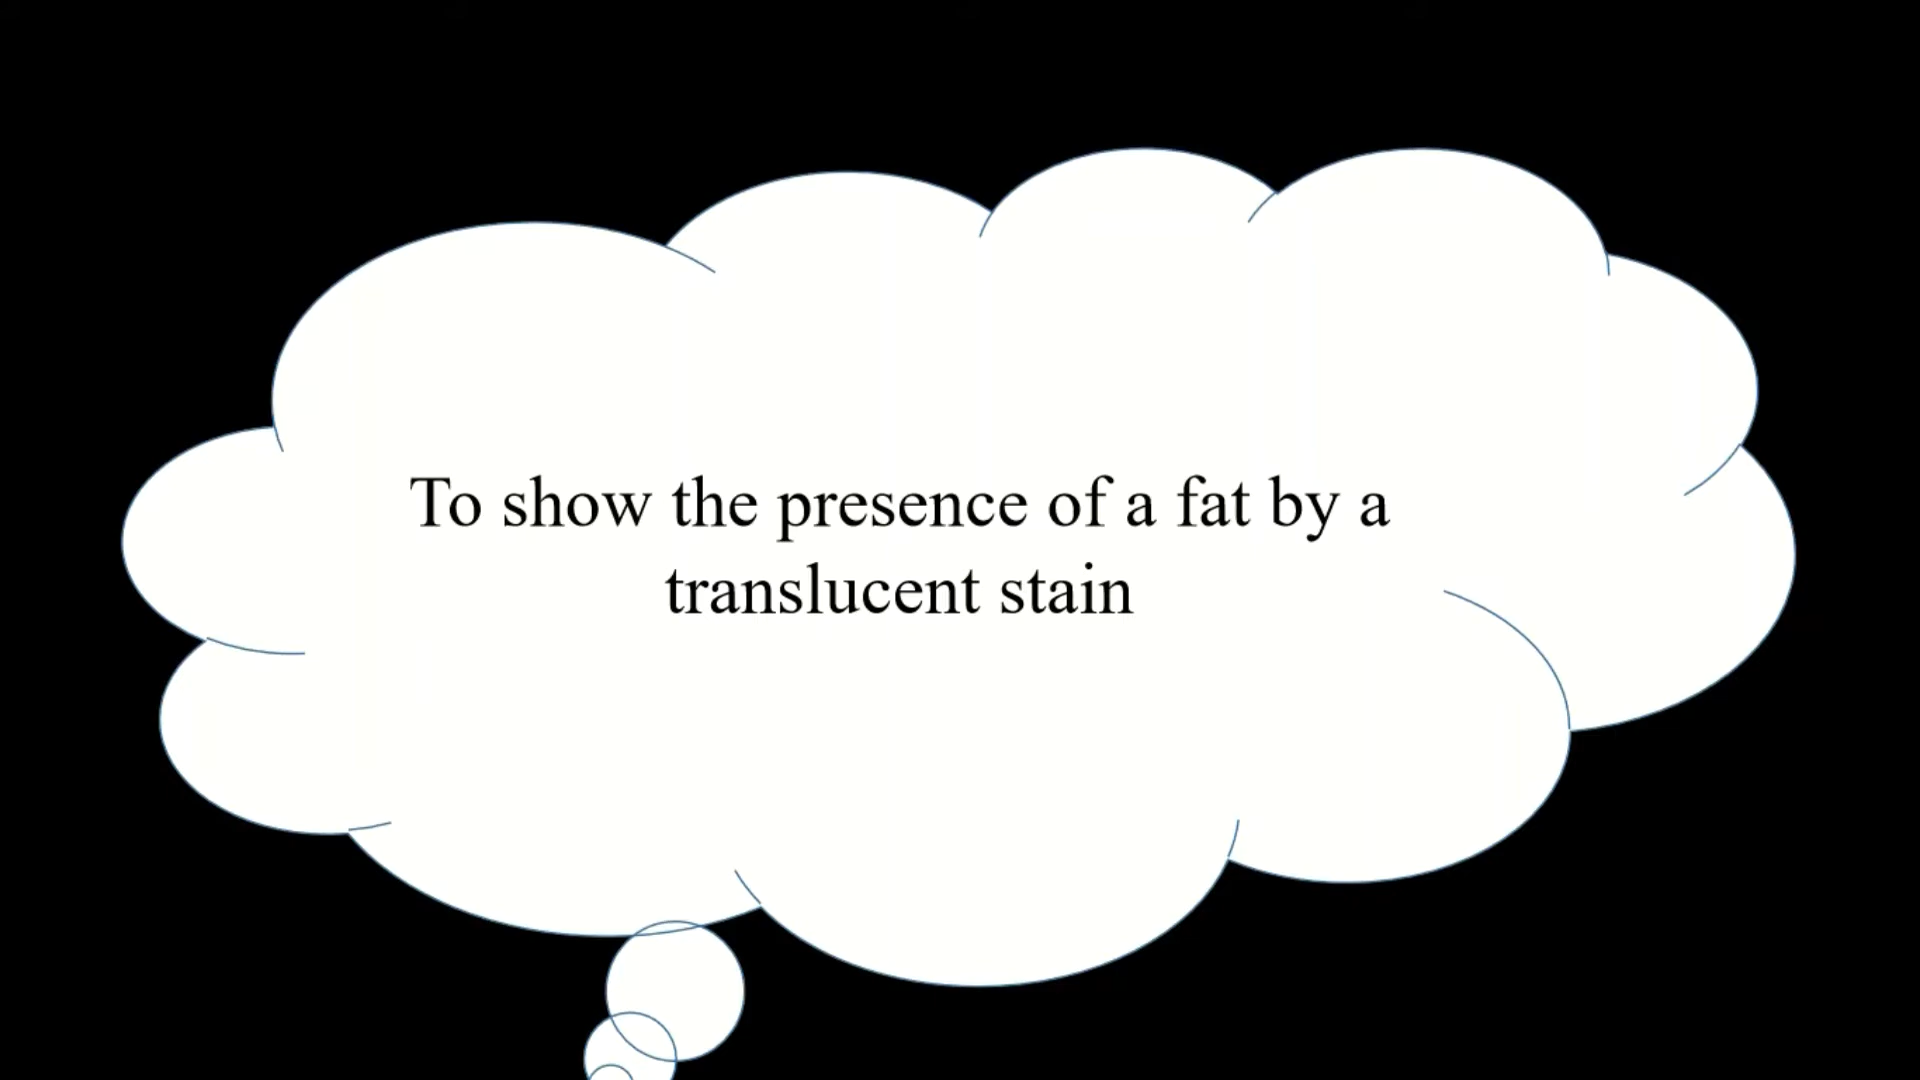 To show the presence of a fat by a
translucent stain